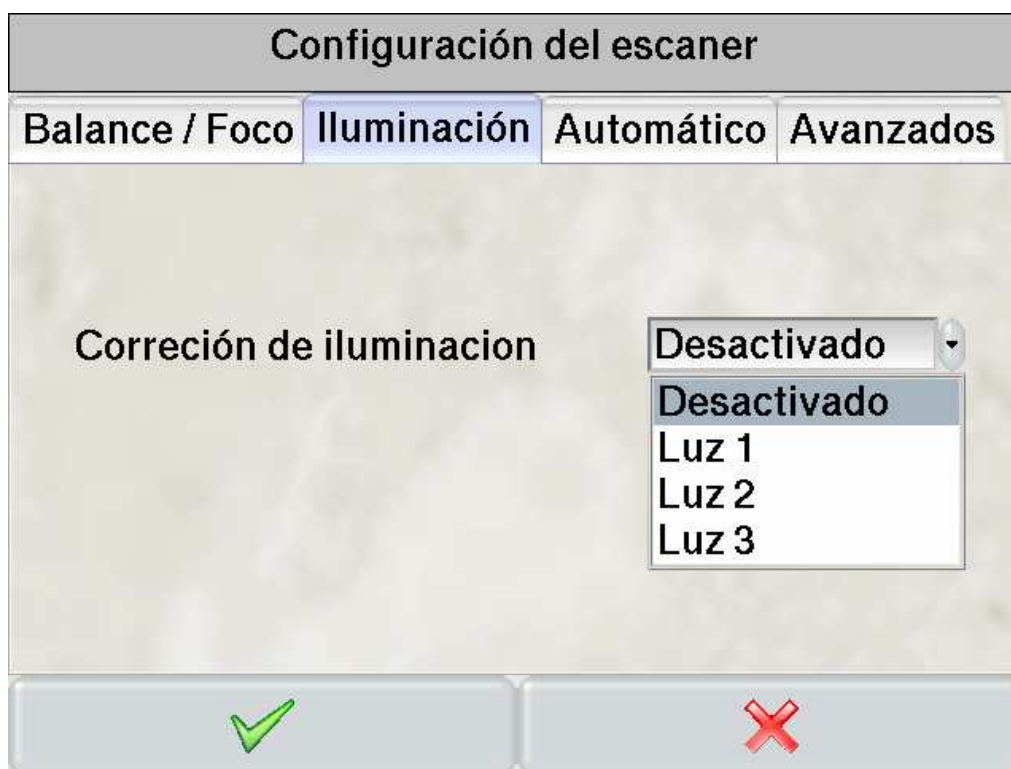 Configuración del escaner
Balance / Foco Iluminación Automático Avanzados
Correción de iluminacion Desactivado
Desactivado
Luz 1
Luz 2
Luz 3